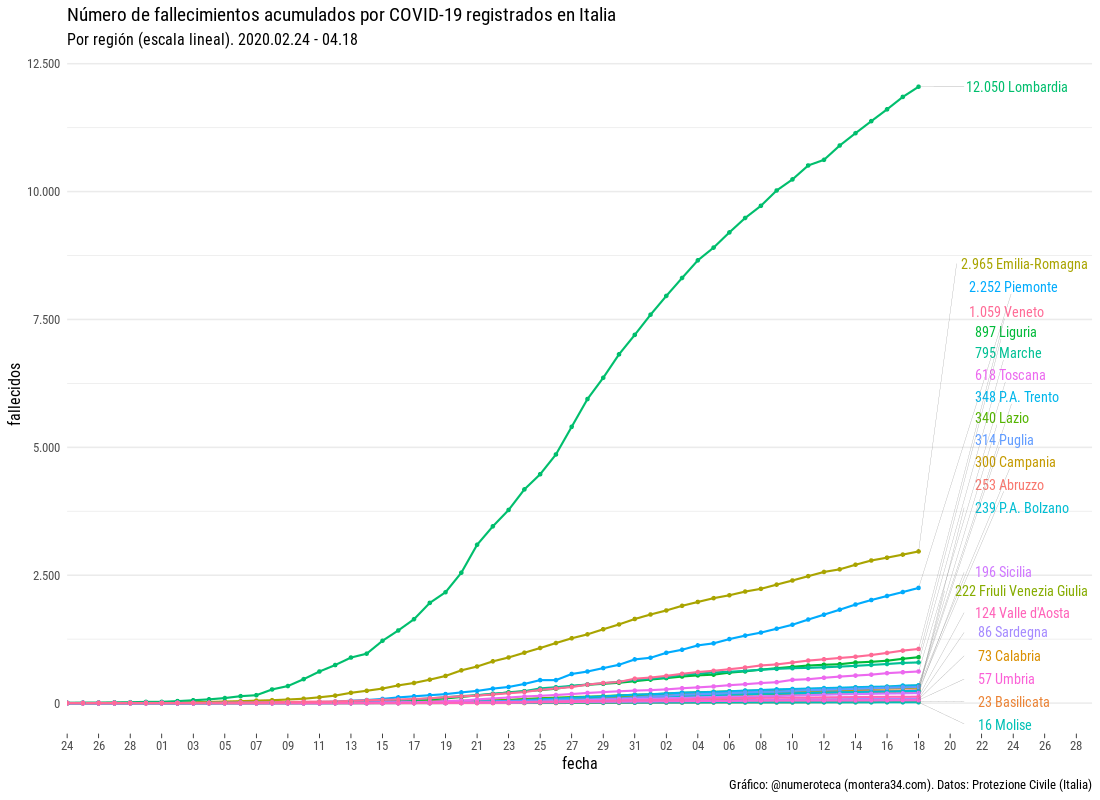 Número de fallecimientos acumulados por COVID-19 registrados en Italia
Por región (escala lineal). 2020.02.24 - 04.18
12.500
12.050 Lombardia
10.000
2.965 Emilia-Romagna
2.252 Piemonte
1.059 Veneto
7.500
897 Liguria
795 Marche
618 Toscana
348 P.A. Trento
fallecidos
340 Lazio
314 Puglia
5.000
300 Campania
253 Abruzzo
239 P.A. Bolzano
2.500
196 Sicilia
222 Friuli Venezia Giulia
124 Valle d'Aosta
86 Sardegna
73 Calabria
57 Umbria
0
23 Basilicata
16 Molise
24 26 28 01 03 05 07 09 11 13 15 17 19 21 23 25 27 29 31 02 04 06 08 10 12 14 16 18 20 22 24 26 28
fecha
Gráfico: @numeroteca (montera34.com). Datos: Protezione Civile (Italia)